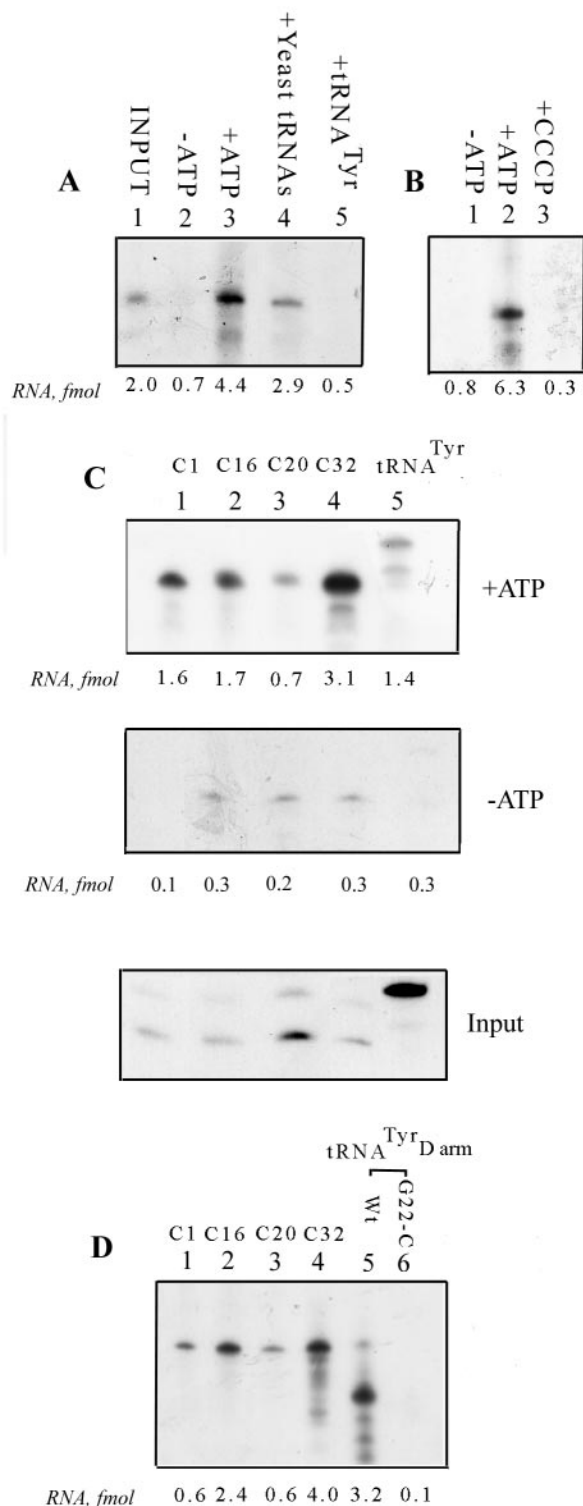 A
INPUT
-ATP
+ATP
+Yeast tRNAs
+tRNA Tyr
1 2 3 4 5
RNA, fmol 2.0 0.7 4.4 2.9 0.5
B
-ATP
+ATP
+CCCP
1 2 3
0.8 6.3 0.3
C
C1 C16 C20 C32 tRNA Tyr
1 2 3 4 5
+ATP
RNA, fmol 1.6 1.7 0.7 3.1 1.4
-ATP
RNA, fmol 0.1 0.3 0.2 0.3 0.3
Input
tRNA Tyr D arm
Wt
G22-C
D
C1 C16 C20 C32
1 2 3 4 5 6
RNA, fmol 0.6 2.4 0.6 4.0 3.2 0.1